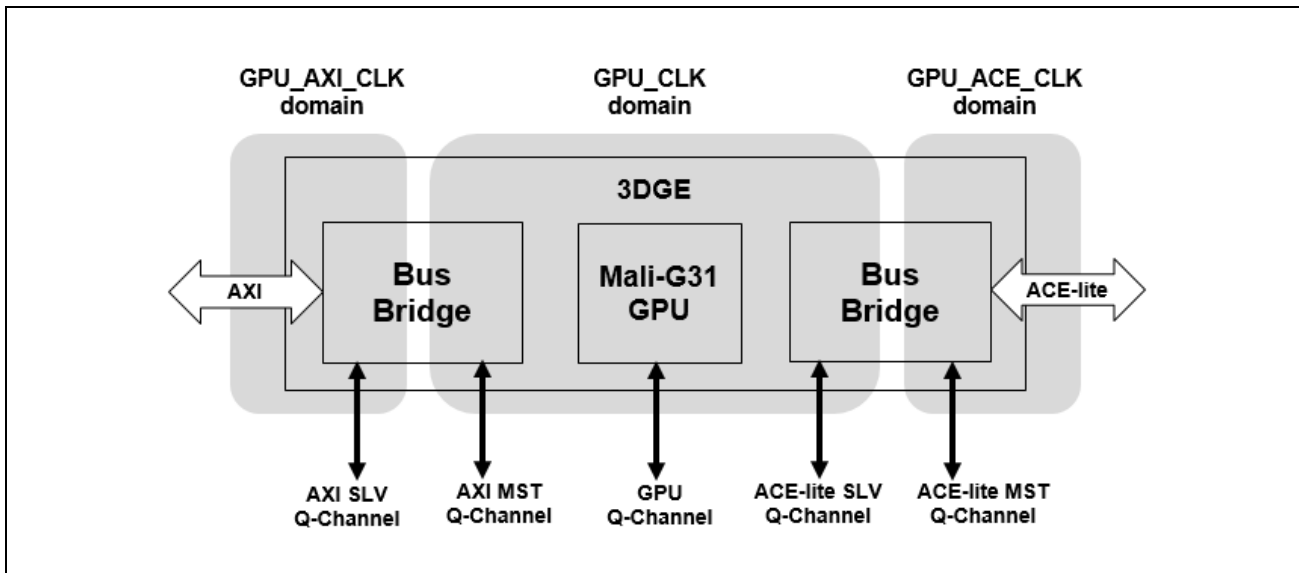 GPU_AXI_CLK
domain
GPU_CLK
domain
GPU_ACE_CLK
domain
3DGE
AXI
Bus
Bridge
Mali-G31
GPU
Bus
Bridge
ACE-lite
AXI SLV
Q-Channel
AXI MST
Q-Channel
GPU
Q-Channel
ACE-lite SLV
Q-Channel
ACE-lite MST
Q-Channel